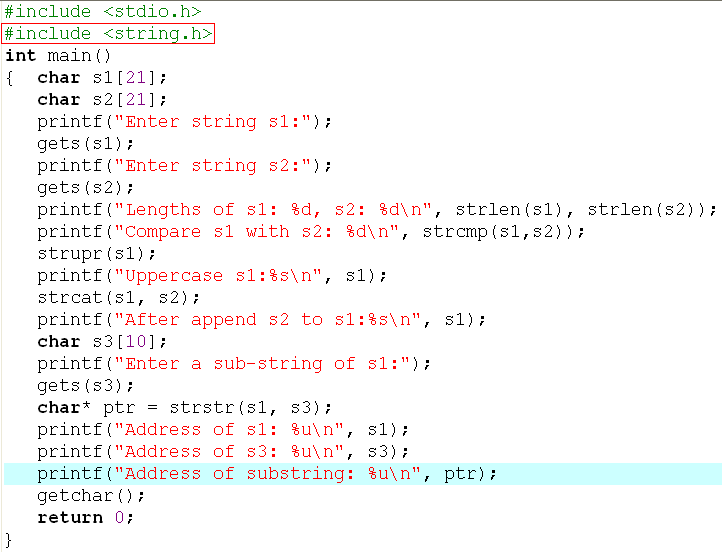 #include <stdio.h>
#include <string.h>
int main()
{  char s1[21];
   char s2[21];
   printf("Enter string s1:");
   gets(s1);
   printf("Enter string s2:");
   gets(s2);
   printf("Lengths of s1: %d, s2: %d\n", strlen(s1), strlen(s2));
   printf("Compare s1 with s2: %d\n", strcmp(s1,s2));
   strupr(s1);
   printf("Uppercase s1:%s\n", s1);
   strcat(s1, s2);
   printf("After append s2 to s1:%s\n", s1);
   char s3[10];
   printf("Enter a sub-string of s1:");
   gets(s3);
   char* ptr = strstr(s1, s3);
   printf("Address of s1: %u\n", s1);
   printf("Address of s3: %u\n", s3);
   printf("Address of substring: %u\n", ptr);
   getchar();
   return 0;
}